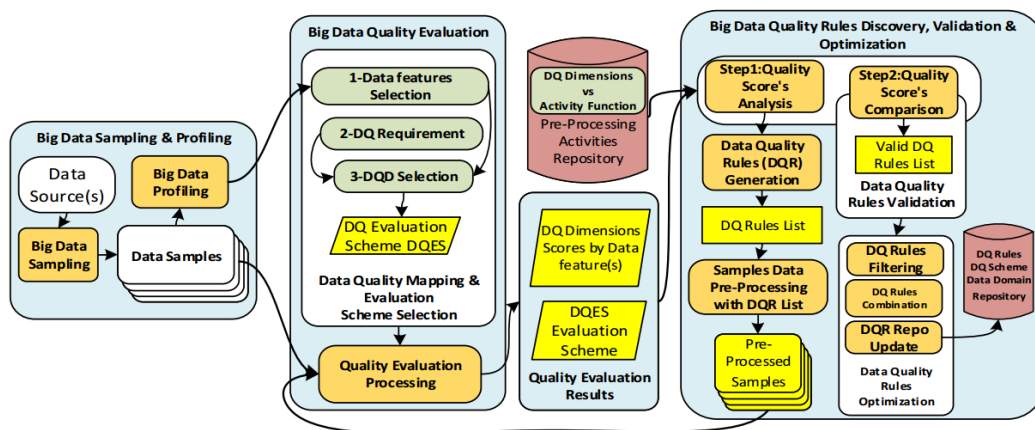 Big Data Sampling & Profiling
Data
Source(s)
Big Data
Profiling
Big Data
Sampling
Data Samples
Big Data Quality Evaluation
1-Data features
Selection
2-DQ Requirement
3-DQD Selection
DQ Evaluation
Scheme DQES
Data Quality Mapping &
Evaluation
Scheme Selection
Quality Evaluation
Processing
DQ Dimensions
vs
Activity Function
Pre-Processing
Activities
Repository
DQ Dimensions
Scores by Data
feature(s)
DQES
Evaluation
Scheme
Quality Evaluation
Results
Big Data Quality Rules Discovery, Validation &
Optimization
Step1:Quality
Score's
Analysis
Data Quality
Rules (DQR)
Generation
DQ Rules List
Samples Data
Pre-Processing
with DQR List
Pre-
Processed
Samples
Step2:Quality
Score's
Comparison
Valid DQ
Rules List
Data Quality
Rules Validation
DQ Rules
Filtering
DQ Rules
Combination
DQR Repo
Update
Data Quality
Rules
Optimization
DQ Rules
DQ Scheme
Data Domain
Repository